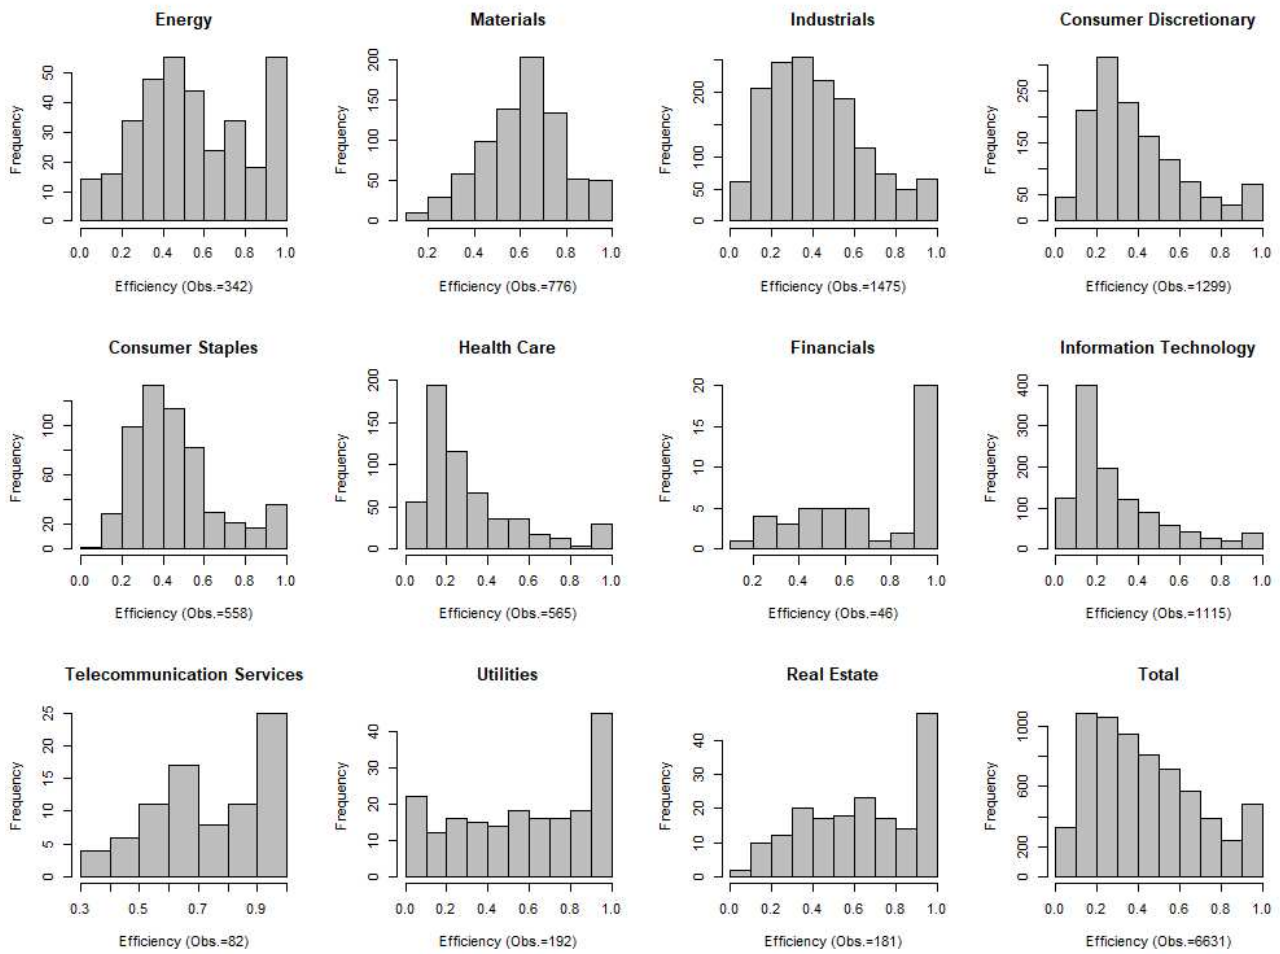 Energy
Materials
Industrials
Consumer Discretionary
Frequency
0 10 20 30 40 50
0.0 0.2 0.4 0.6 0.8 1.0
Efficiency (Obs.=342)
Frequency
0 50 100 150 200
0.2 0.4 0.6 0.8 1.0
Efficiency (Obs.=776)
Frequency
0 50 100 200
0.0 0.2 0.4 0.6 0.8 1.0
Efficiency (Obs.=1475)
Frequency
0 50 150 250
0.0 0.2 0.4 0.6 0.8 1.0
Efficiency (Obs.=1299)
Consumer Staples
Health Care
Financials
Information Technology
Frequency
0 20 60 100
0.0 0.2 0.4 0.6 0.8 1.0
Efficiency (Obs.=558)
Frequency
0 50 100 150 200
0.0 0.2 0.4 0.6 0.8 1.0
Efficiency (Obs.=565)
Frequency
0 5 10 15 20
0.2 0.4 0.6 0.8 1.0
Efficiency (Obs.=46)
Frequency
0 100 200 300 400
0.0 0.2 0.4 0.6 0.8 1.0
Efficiency (Obs.=1115)
Telecommunication Services
Utilities
Real Estate
Total
Frequency
0 5 10 15 20 25
0.3 0.5 0.7 0.9
Efficiency (Obs.=82)
Frequency
0 10 20 30 40
0.0 0.2 0.4 0.6 0.8 1.0
Efficiency (Obs.=192)
Frequency
0 10 20 30 40
0.0 0.2 0.4 0.6 0.8 1.0
Efficiency (Obs.=181)
Frequency
0 200 600 1000
0.0 0.2 0.4 0.6 0.8 1.0
Efficiency (Obs.=6631)